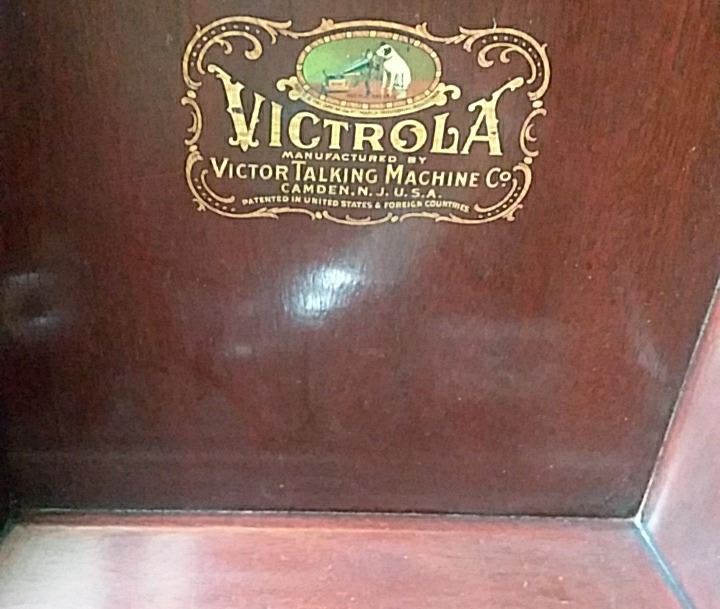 VICTROLA
MANUFACTURED BY
VICTOR TALKING MACHINE CO.
CAMDEN, N. J. U. S. A.
PATENTED IN UNITED STATES & FOREIGN COUNTRIES